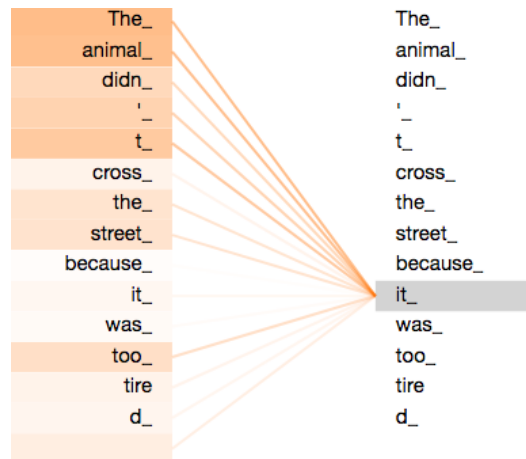 The_ The_
animal_ animal_
didn_ didn_
'_ '_
t_ t_
cross_ cross_
the_ the_
street_ street_
because_ because_
it_ it_
was_ was_
too_ too_
tire tire
d_ d_